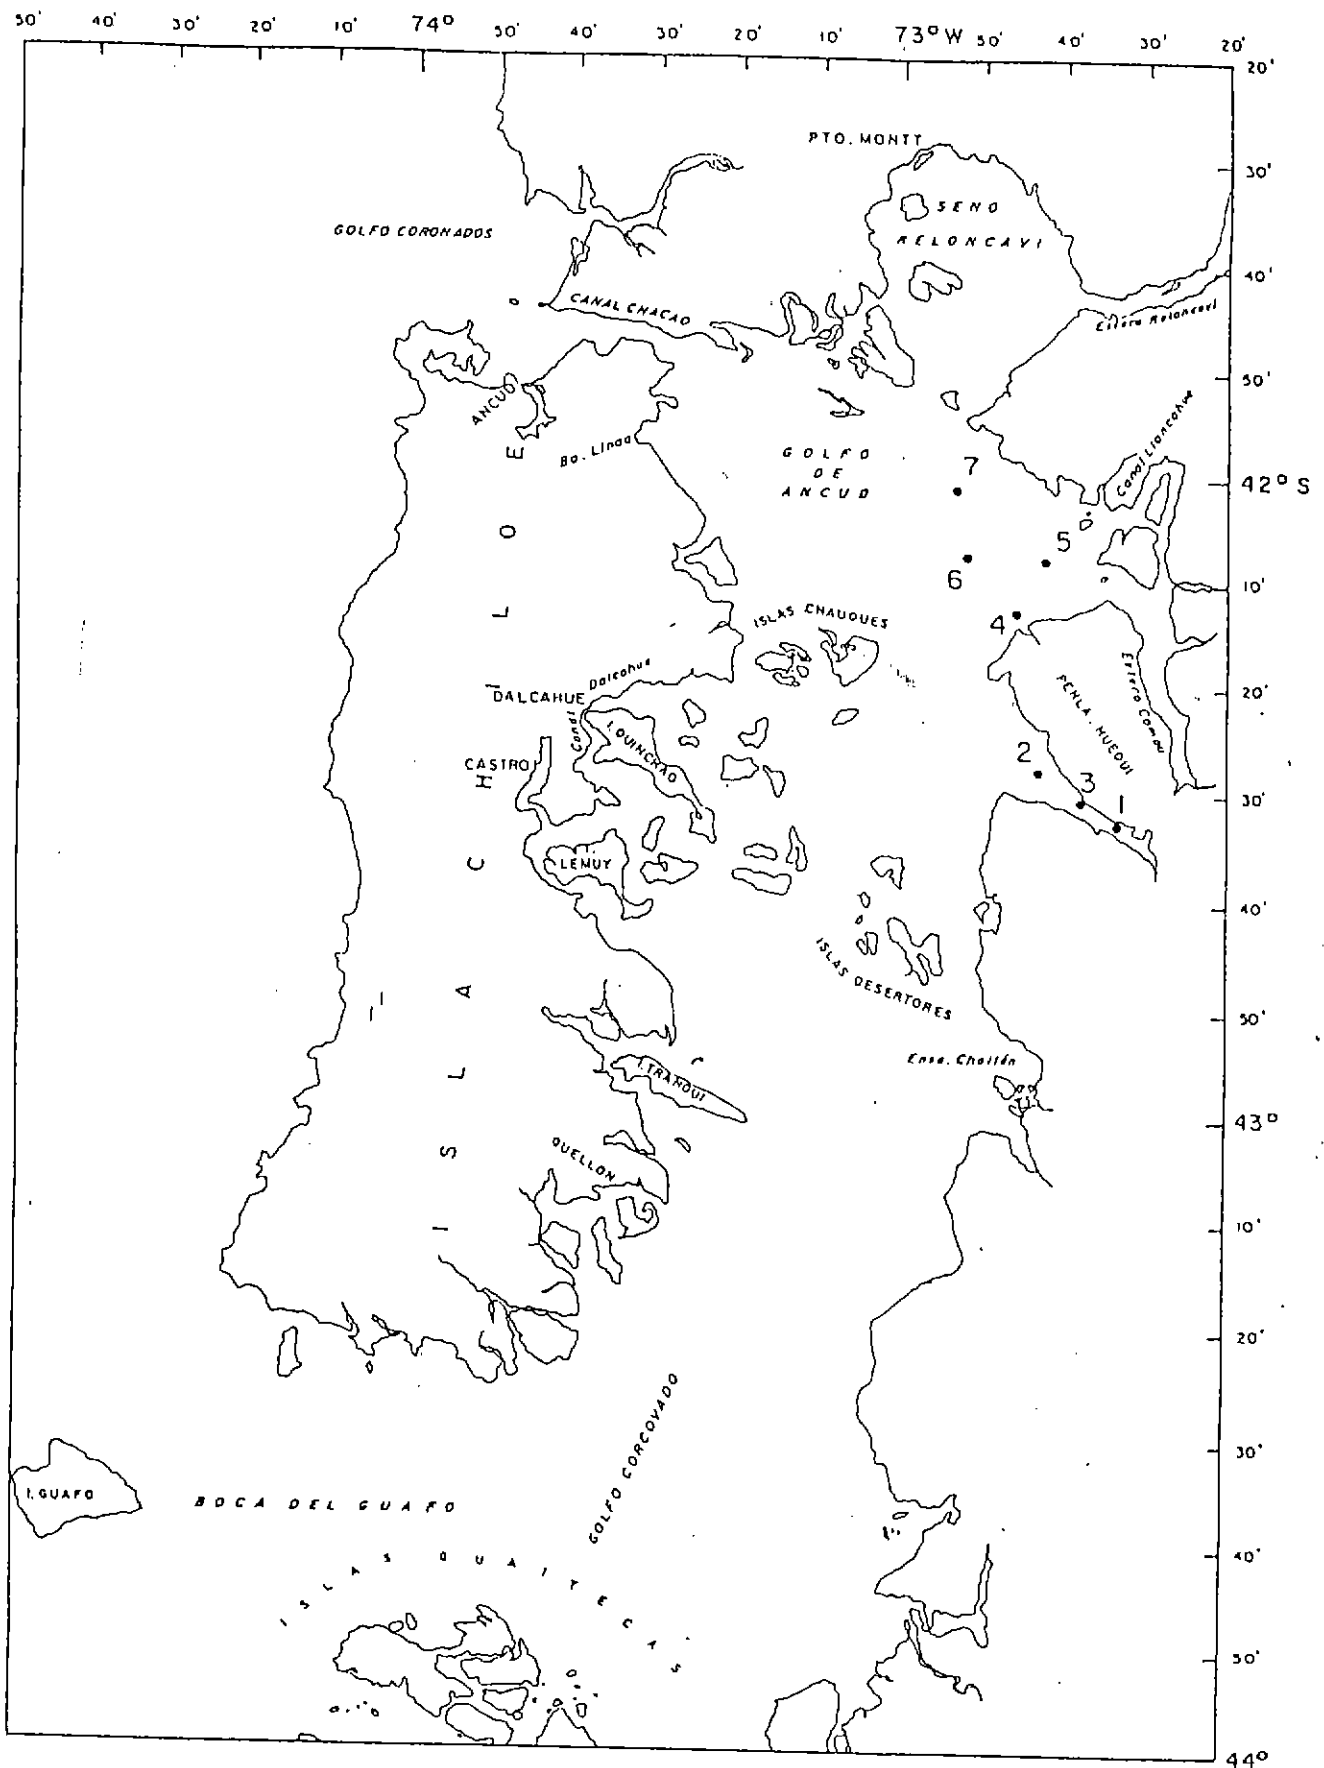 50' 40' 30' 20' 10' 74° 50' 40' 30' 20' 10' 73° W 50' 40' 30' 20'
20'
PTO. MONTT
30'
SENO
RELONCAVI
GOLFO CORONADOS
40'
CANAL CHACAO
Estero Reloncavi
50'
ANCUD
Ba. Linao
GOLFO
DE
ANCUD
Canal Llancahue
7
42° S
5
6
10'
4
ISLAS CHAUQUES
Estero Comau
PENLA. HUEQUI
Canal Dalcahue
DALCAHUE
20'
I. QUINCHAO
CASTRO
2
3
1
30'
I.
LEMUY
40'
ISLAS DESERTORES
50'
Ensa. Chaitén
I. TRANQUI
43°
QUELLON
10'
ISLA CHILOE
20'
GOLFO CORCOVADO
30'
I. GUAFO
BOCA DEL GUAFO
40'
ISLAS GUAITECAS
50'
44°